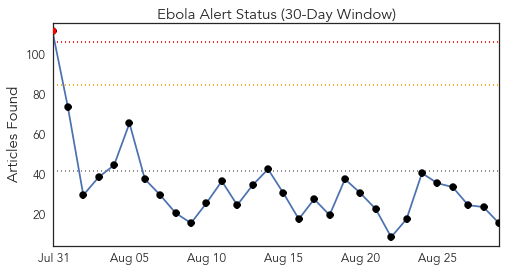 Ebola Alert Status (30-Day Window)
Articles Found
100
80
60
40
20
Jul 31 Aug 05 Aug 10 Aug 15 Aug 20 Aug 25